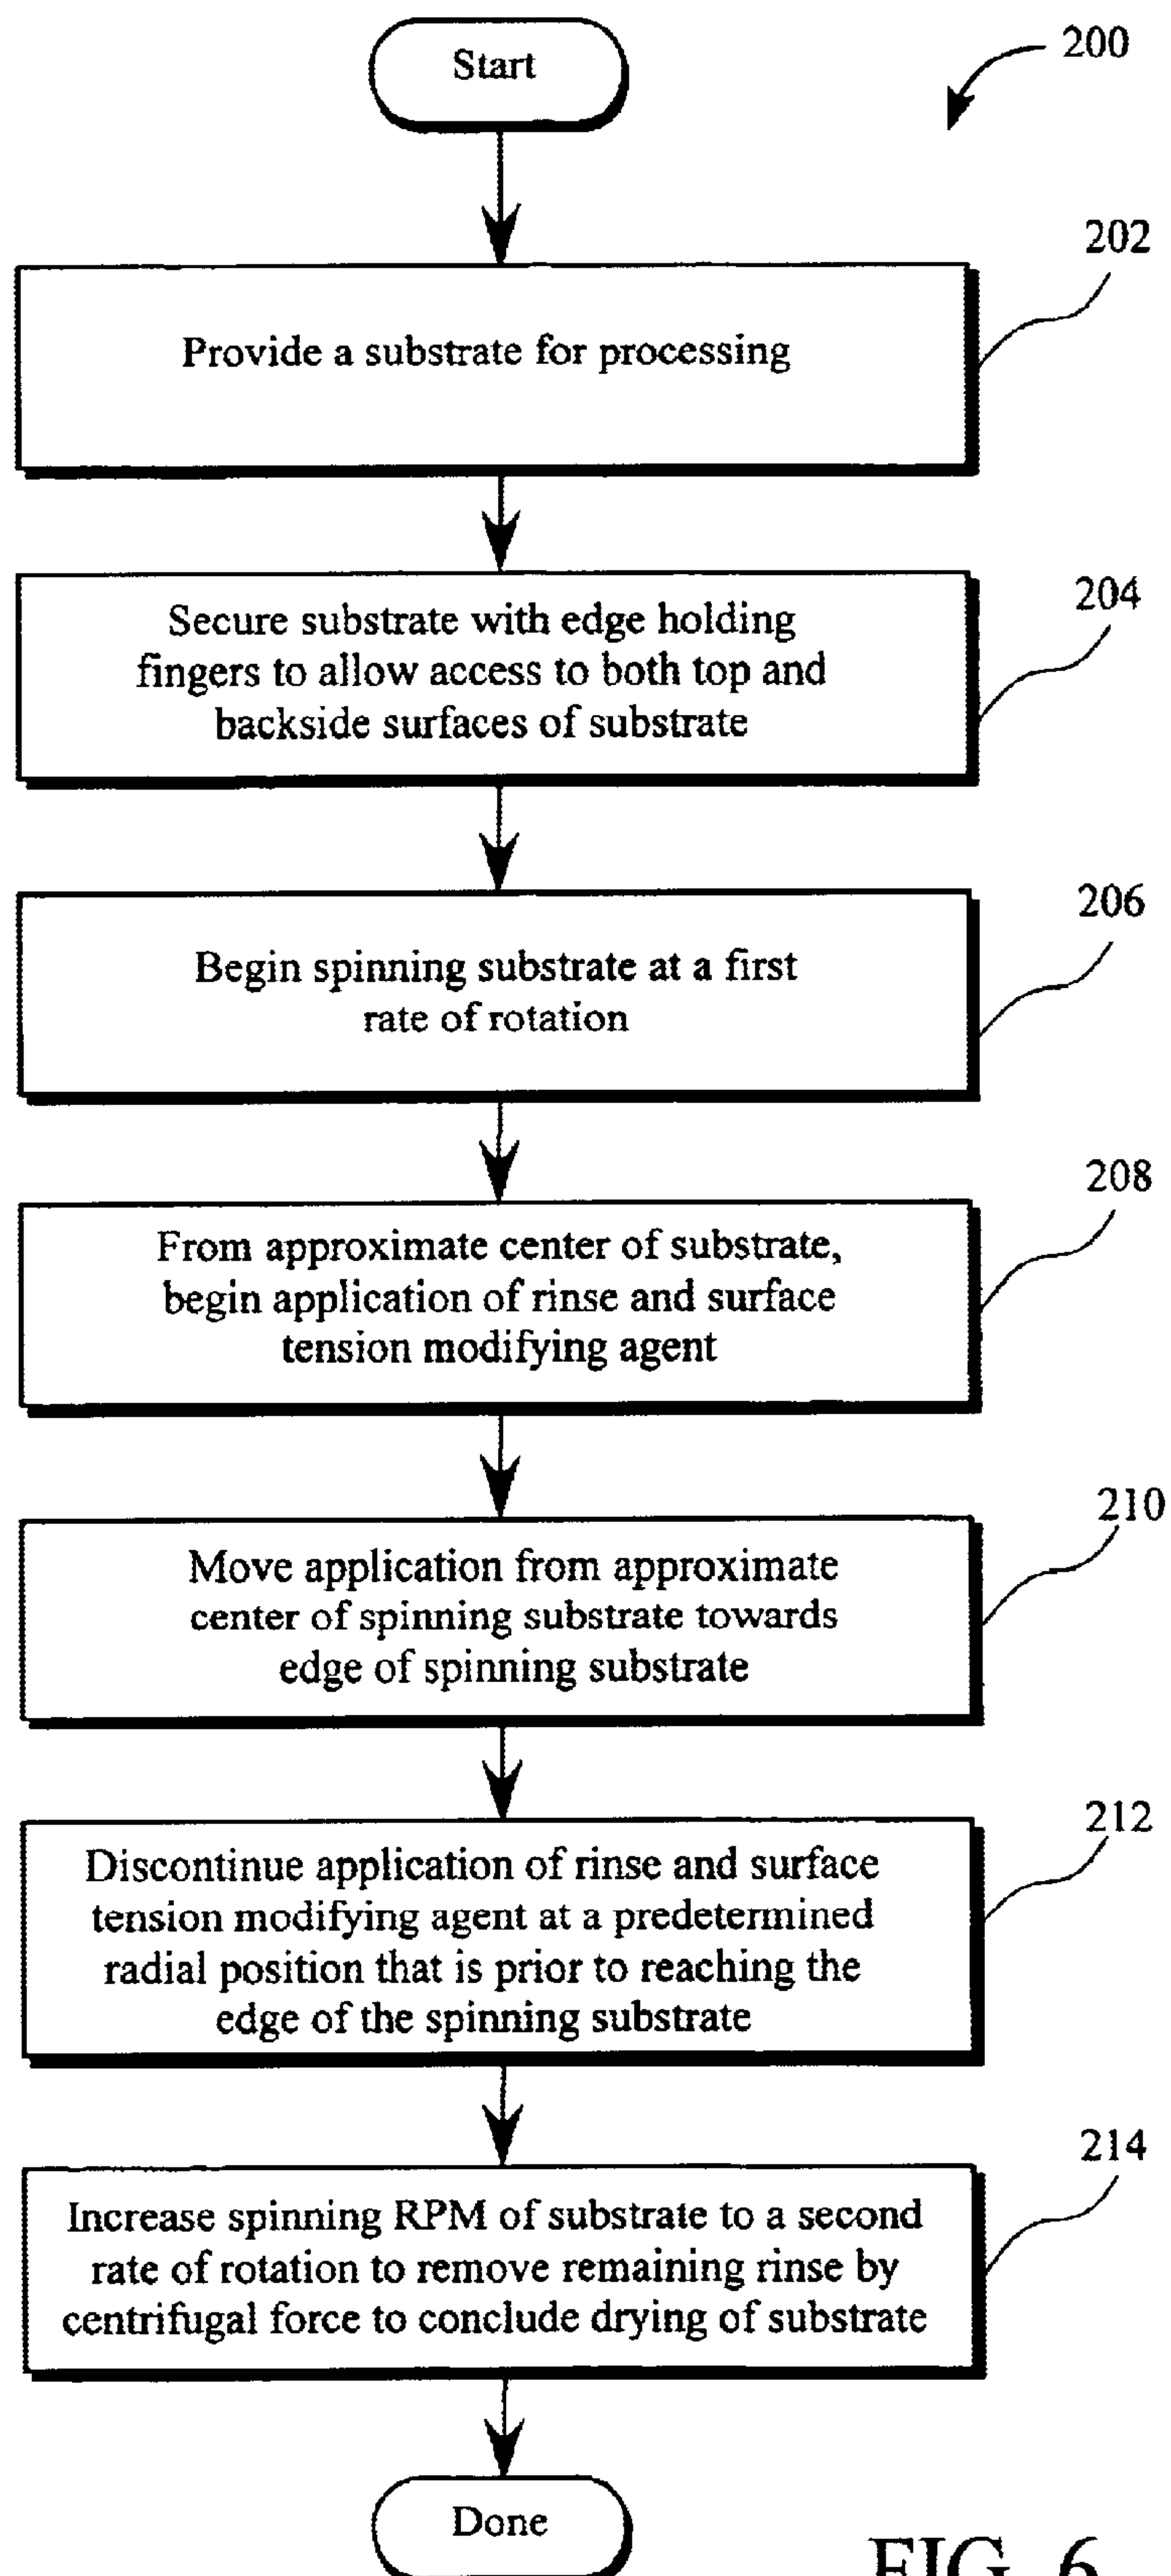 Start
200
202
Provide a substrate for processing
204
Secure substrate with edge holding
fingers to allow access to both top and
backside surfaces of substrate
206
Begin spinning substrate at a first
rate of rotation
208
From approximate center of substrate,
begin application of rinse and surface
tension modifying agent
210
Move application from approximate
center of spinning substrate towards
edge of spinning substrate
212
Discontinue application of rinse and surface
tension modifying agent at a predetermined
radial position that is prior to reaching the
edge of the spinning substrate
214
Increase spinning RPM of substrate to a second
rate of rotation to remove remaining rinse by
centrifugal force to conclude drying of substrate
Done
FIG. 6